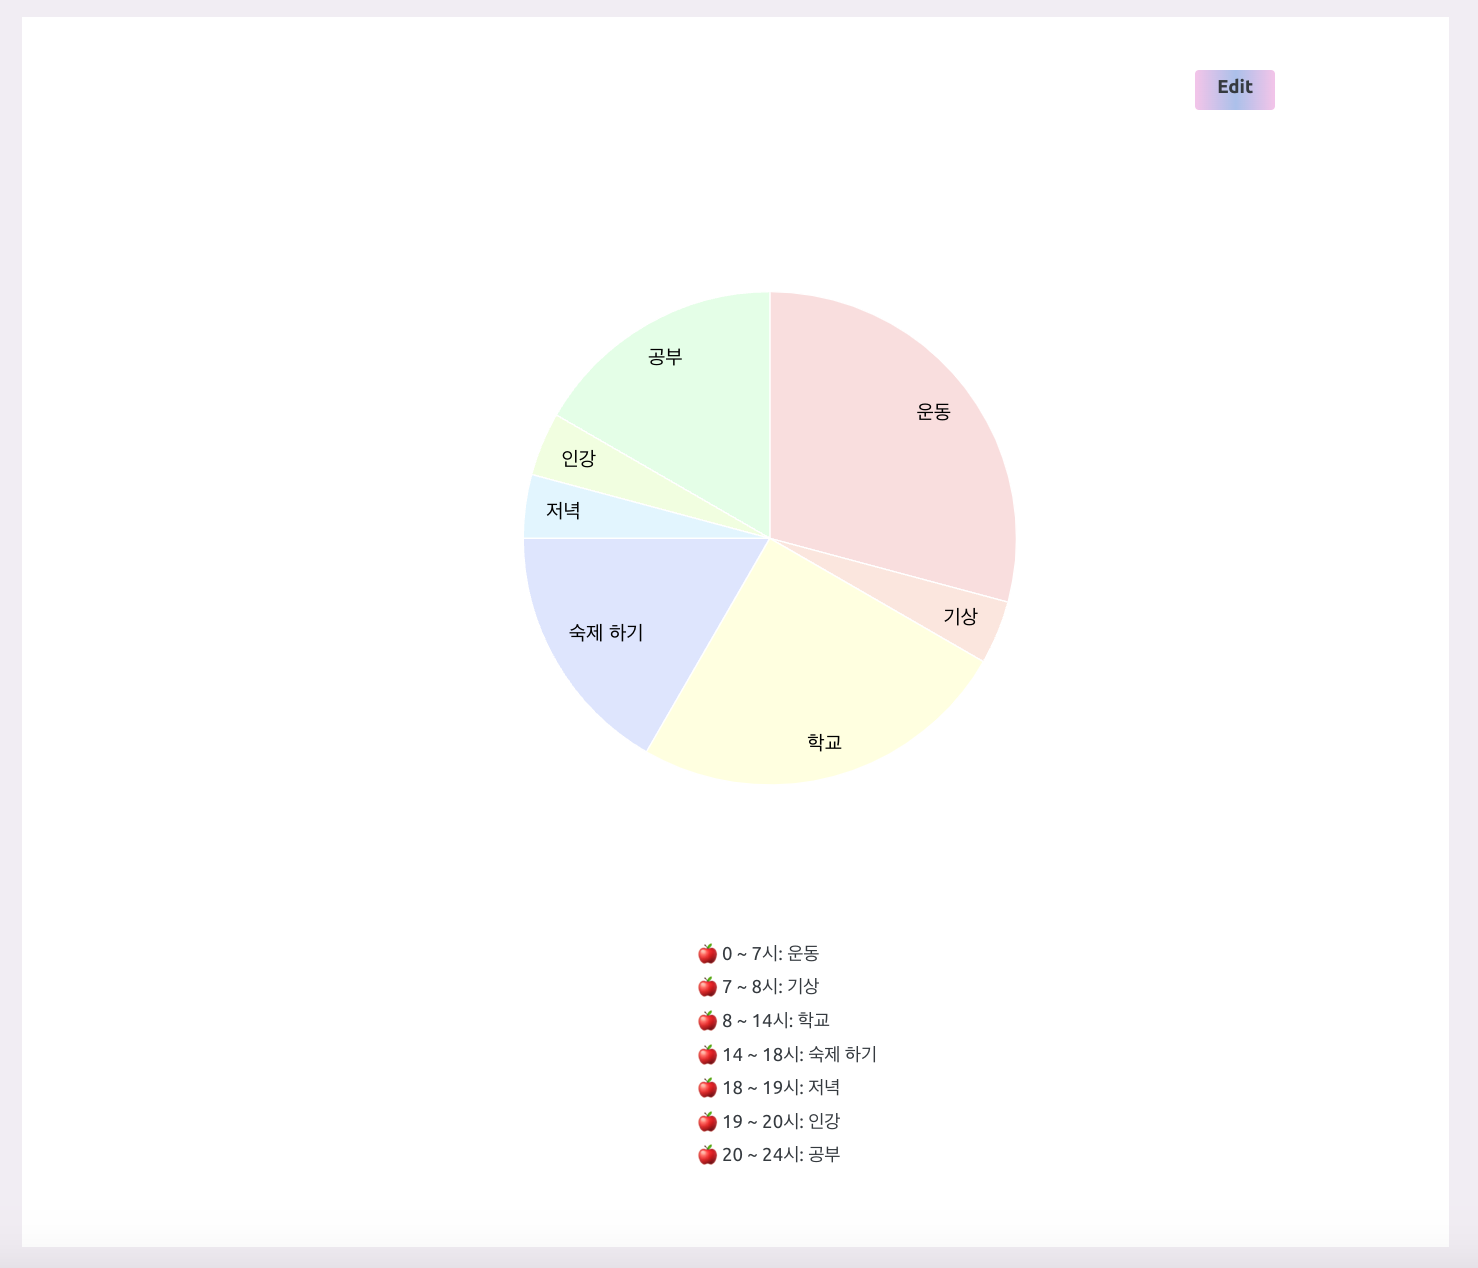 Edit
공부
운동
인강
저녁
기상
숙제 하기
학교
0 ~ 7시: 운동
7 ~ 8시: 기상
8 ~ 14시: 학교
14 ~ 18시: 숙제 하기
18 ~ 19시: 저녁
19 ~ 20시: 인강
20 ~ 24시: 공부